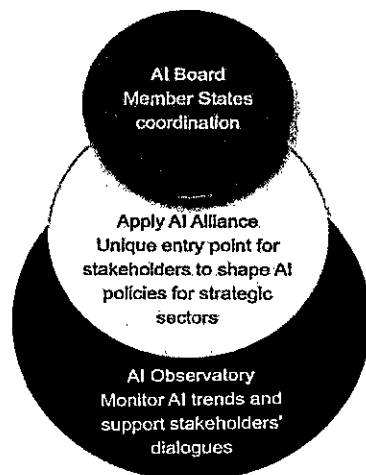 AI Board
Member States
coordination
Apply AI Alliance
Unique entry point for
stakeholders to shape AI
policies for strategic
sectors
AI Observatory
Monitor AI trends and
support stakeholders'
dialogues